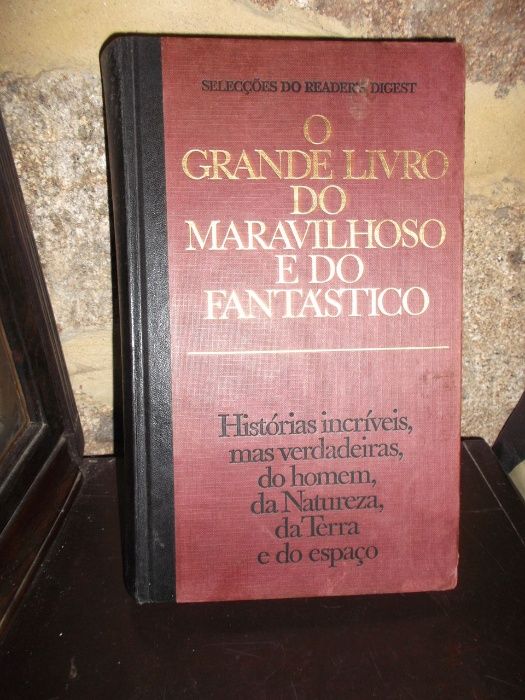 SELECÇÕES DO READER'S DIGEST
O
GRANDE LIVRO
DO
MARAVILHOSO
E DO
FANTÁSTICO
Histórias incríveis,
mas verdadeiras,
do homem,
da Natureza,
da Terra
e do espaço